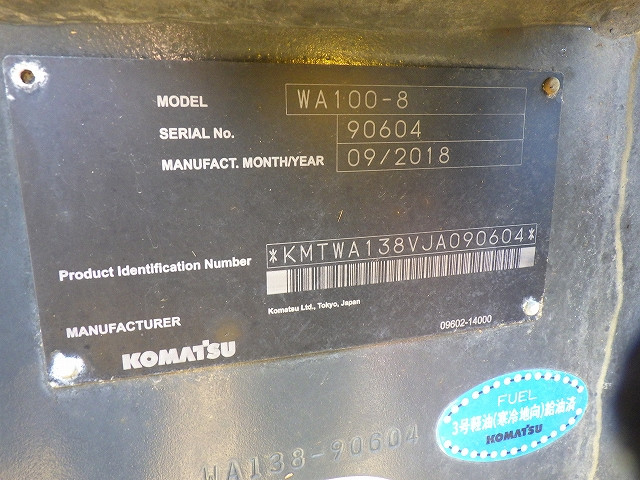 MODEL WA100-8
SERIAL No. 90604
MANUFACT. MONTH/YEAR 09/2018
Product Identification Number *KMTWA138VJA090604*
Komatsu Ltd., Tokyo, Japan
MANUFACTURER
09602-14000
KOMATSU
FUEL
3号軽油(寒冷地向)給油済
KOMATSU
WA138-90604